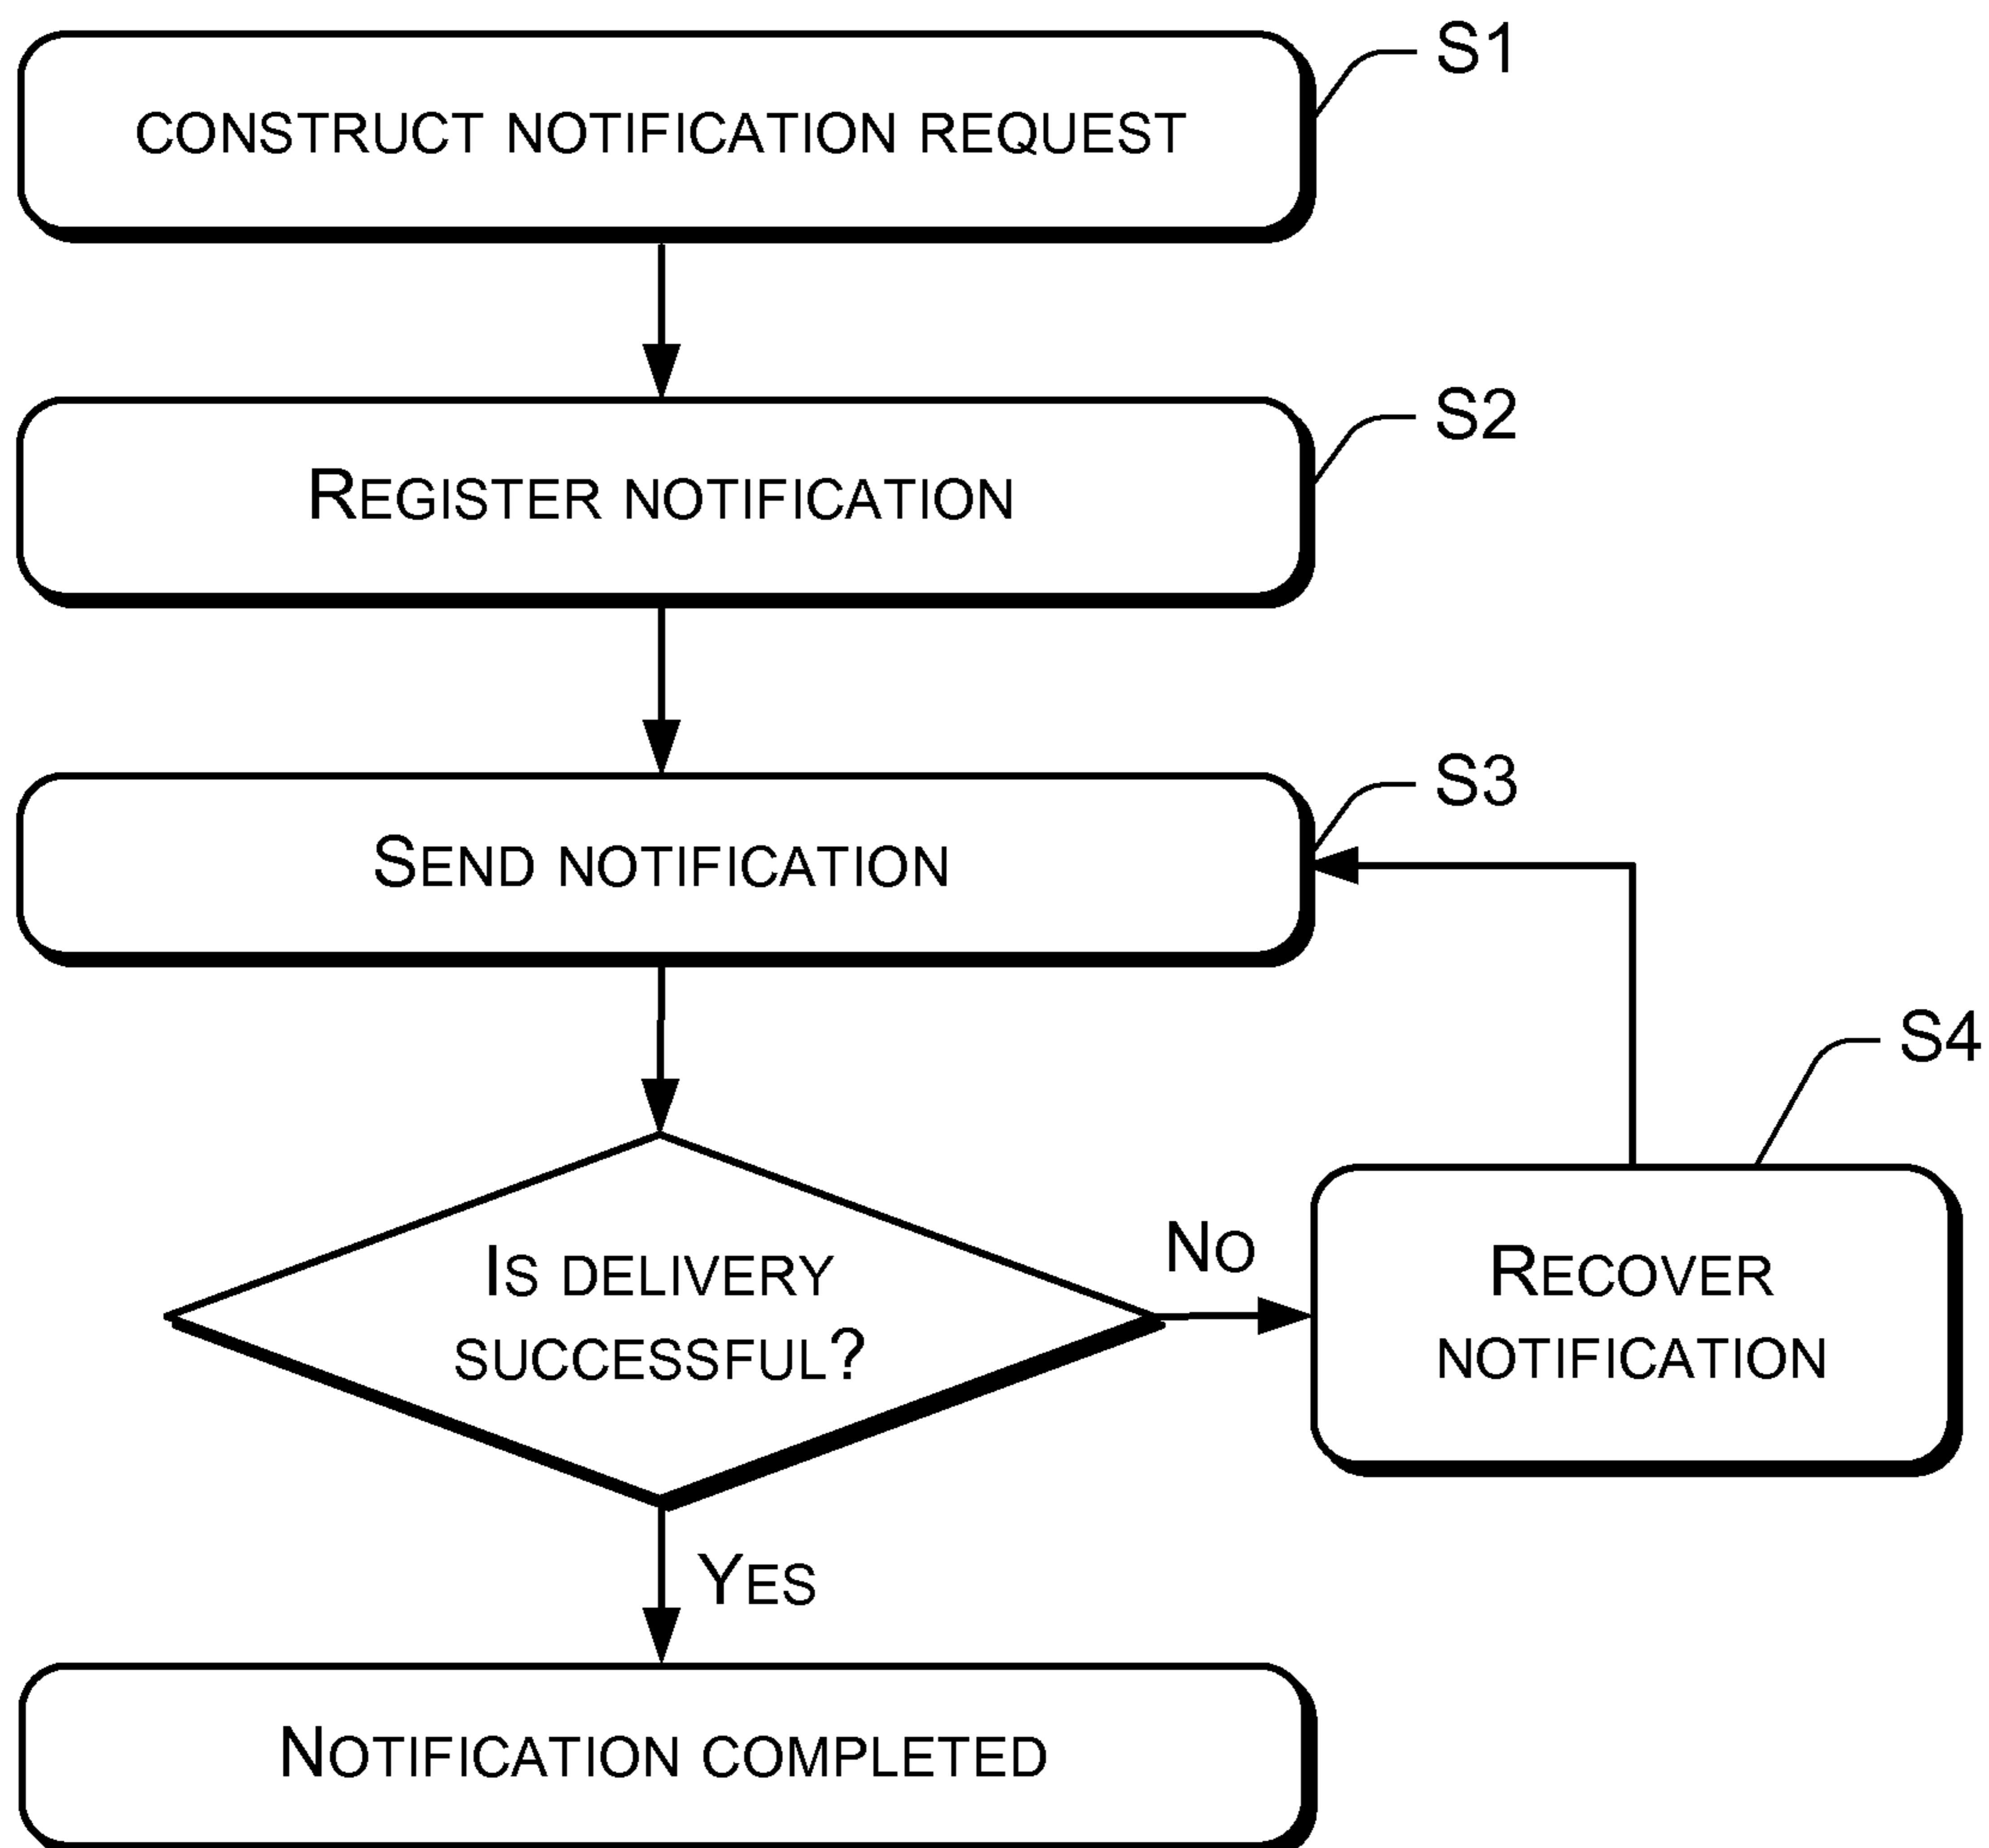 CONSTRUCT NOTIFICATION REQUEST
S1
REGISTER NOTIFICATION
S2
SEND NOTIFICATION
S3
S4
IS DELIVERY
SUCCESSFUL?
NO
RECOVER
NOTIFICATION
YES
NOTIFICATION COMPLETED